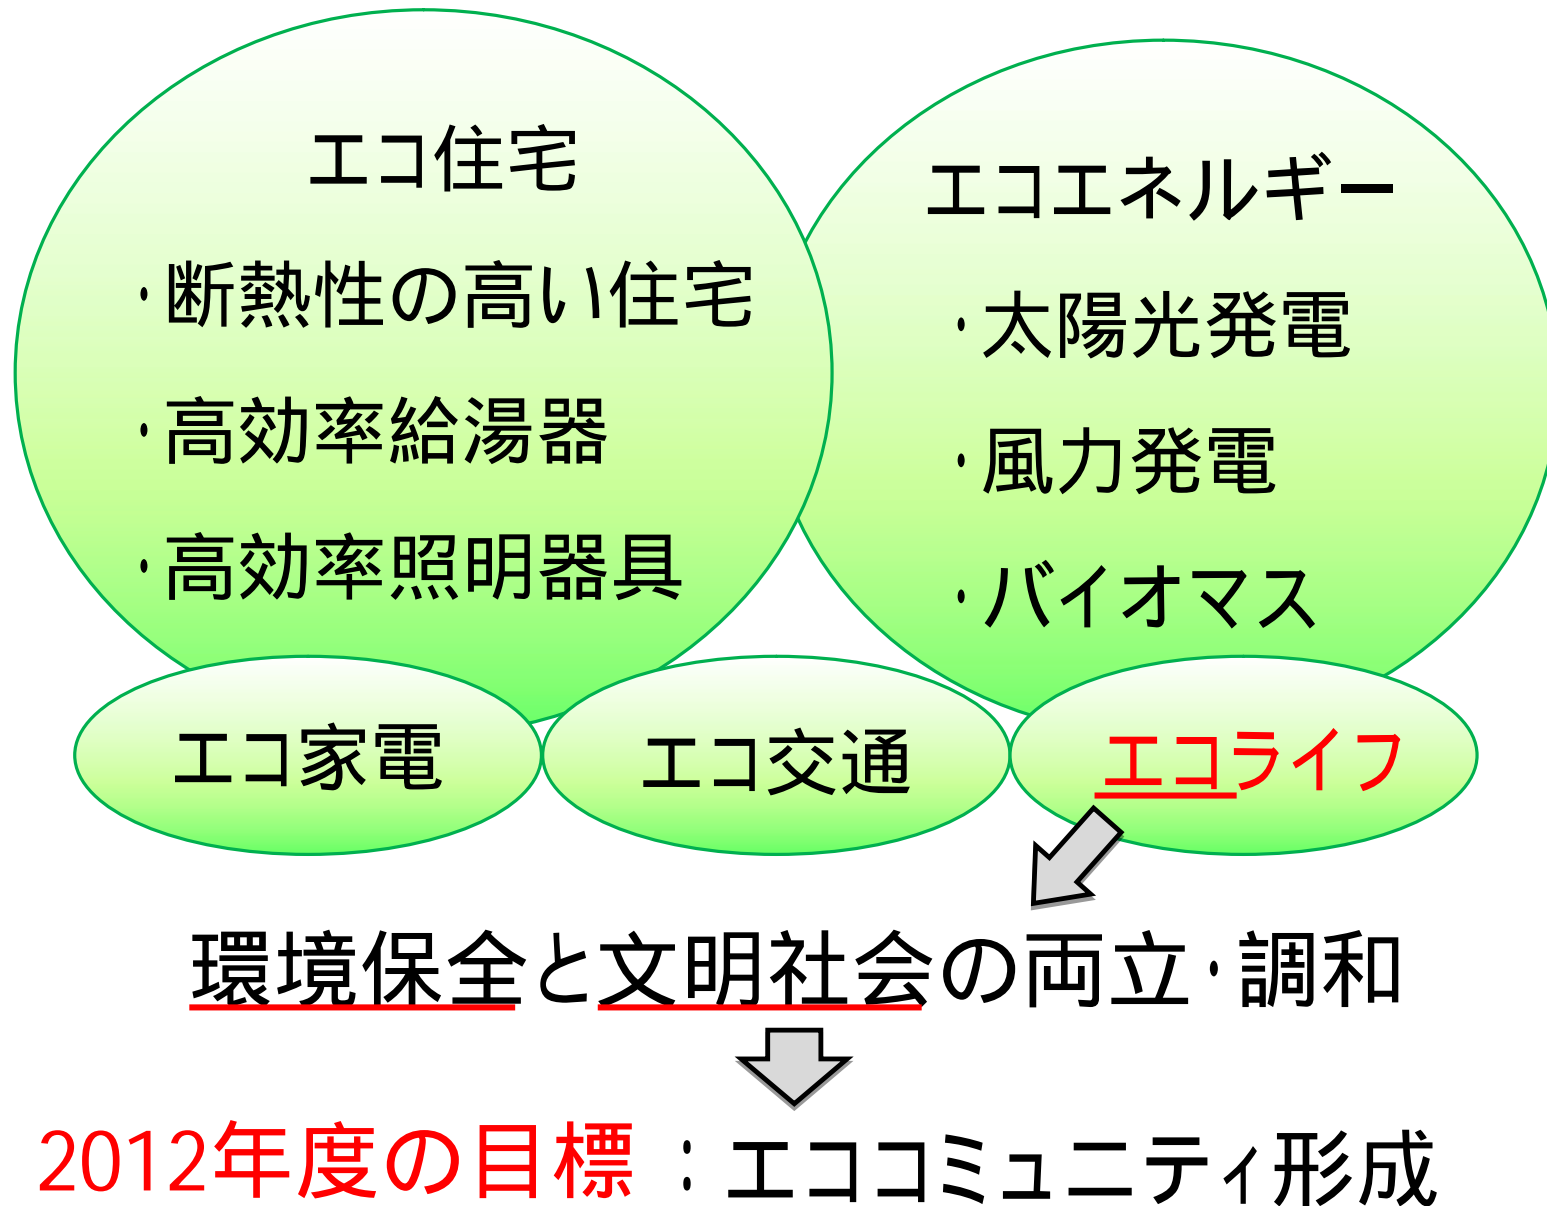 エコ住宅
・断熱性の高い住宅
・高効率給湯器
・高効率照明器具
エコエネルギー
・太陽光発電
・風力発電
・バイオマス
エコ家電
エコ交通
エコライフ
環境保全と文明社会の両立・調和
2012年度の目標：エココミュニティ形成